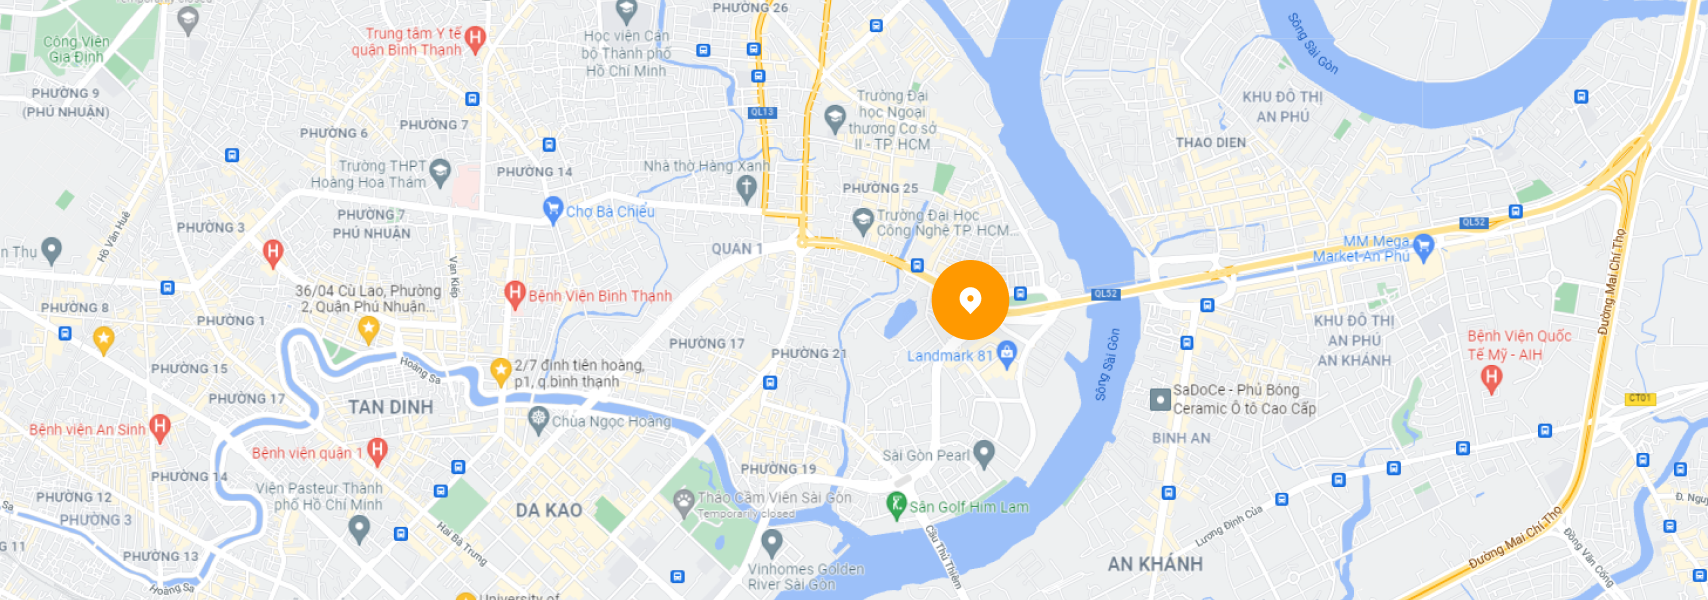 temporarily closed
PHƯỜNG 26
Công Viên
Gia Định
Trung tâm Y tế
quận Bình Thạnh
Học viện Cán
bộ Thành phố
Hồ Chí Minh
Sông Sài Gòn
PHƯỜNG 9
(PHÚ NHUẬN)
PHƯỜNG 6
PHƯỜNG 7
QL13
Trường Đại
học Ngoại
thương Cơ sở
II - TP. HCM
KHU ĐÔ THỊ
AN PHÚ
THAO DIEN
Trường THPT
Hoàng Hoa Thám
PHƯỜNG 14
Nhà thờ Hàng Xanh
PHƯỜNG 25
Hồ Văn Huê
PHƯỜNG 3
PHƯỜNG 7
PHÚ NHUẬN
Chợ Bà Chiểu
Trường Đại Học
Công Nghệ TP. HCM...
QL52
n Thụ
QUAN 1
MM Mega
Market An Phú
Đường Mai Chí Thọ
Vạn Kiếp
36/04 Cù Lao, Phường
2, Quận Phú Nhuận...
Bệnh Viện Bình Thạnh
QL52
PHƯỜNG 8
PHƯỜNG 1
PHƯỜNG 17
PHƯỜNG 21
Landmark 81
Sông Sài Gòn
KHU ĐÔ THỊ
AN PHÚ
AN KHÁNH
Bệnh Viện Quốc
Tế Mỹ - AIH
PHƯỜNG 15
Hoàng Sa
2/7 đinh tiên hoàng,
p1, q.bình thạnh
SaDoCe - Phủ Bóng
Ceramic Ô tô Cao Cấp
CT01
PHƯỜNG 17
TAN DINH
Chùa Ngọc Hoàng
Bệnh viện An Sinh
BINH AN
Bệnh viện quận 1
Sài Gòn Pearl
PHƯỜNG 14
PHƯỜNG 19
Viện Pasteur Thành
phố Hồ Chí Minh
PHƯỜNG 12
PHƯỜNG 3
Sa
DA KAO
Thảo Cầm Viên Sài Gòn
Temporarily closed
Sân Golf Him Lam
Lương Định Của
Hai Bà Trưng
Cầu Thủ Thiêm
Đường Mai Chí Thọ
Đồng Văn Cống
Đ. Nguy
G 11
PHƯỜNG 13
Hoàng Sa
Vinhomes Golden
River Sài Gòn
AN KHÁNH
University of